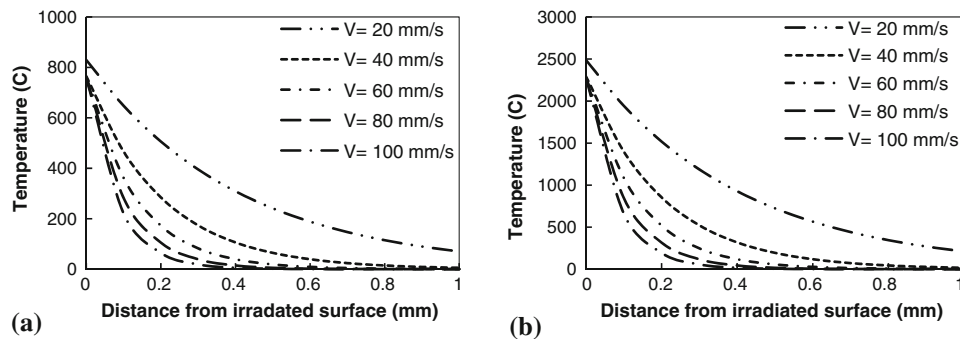 1000
800
600
400
200
0
Temperature (C)
V= 20 mm/s
V= 40 mm/s
V= 60 mm/s
V= 80 mm/s
V= 100 mm/s
0 0.2 0.4 0.6 0.8 1
Distance from irradated surface (mm)
(a)
3000
2500
2000
1500
1000
500
0
Temperature (C)
V= 20 mm/s
V= 40 mm/s
V= 60 mm/s
V= 80 mm/s
V= 100 mm/s
0 0.2 0.4 0.6 0.8 1
Distance from irradiated surface (mm)
(b)